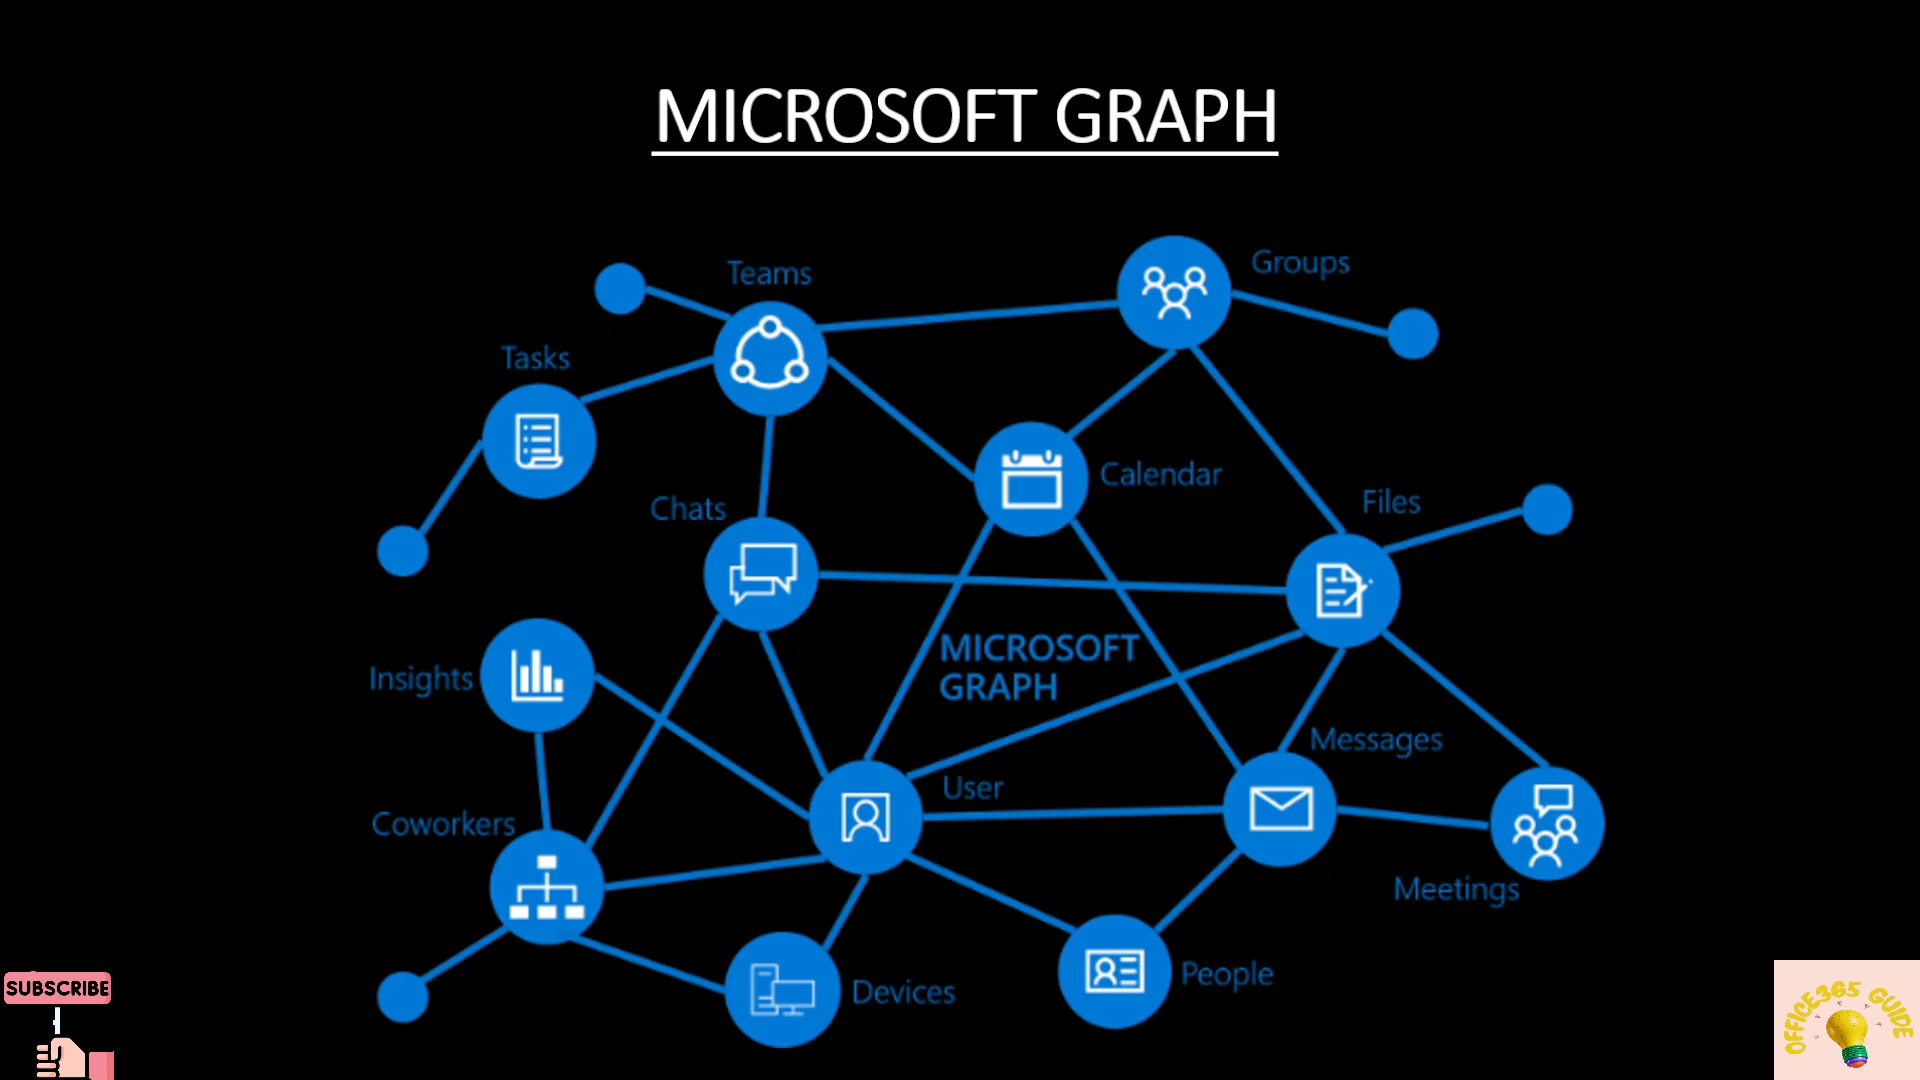 MICROSOFT GRAPH
Teams
Groups
Tasks
Calendar
Chats
Files
MICROSOFT
GRAPH
Insights
Messages
User
Coworkers
Meetings
People
Devices
SUBSCRIBE
OFFICE365 GUIDE